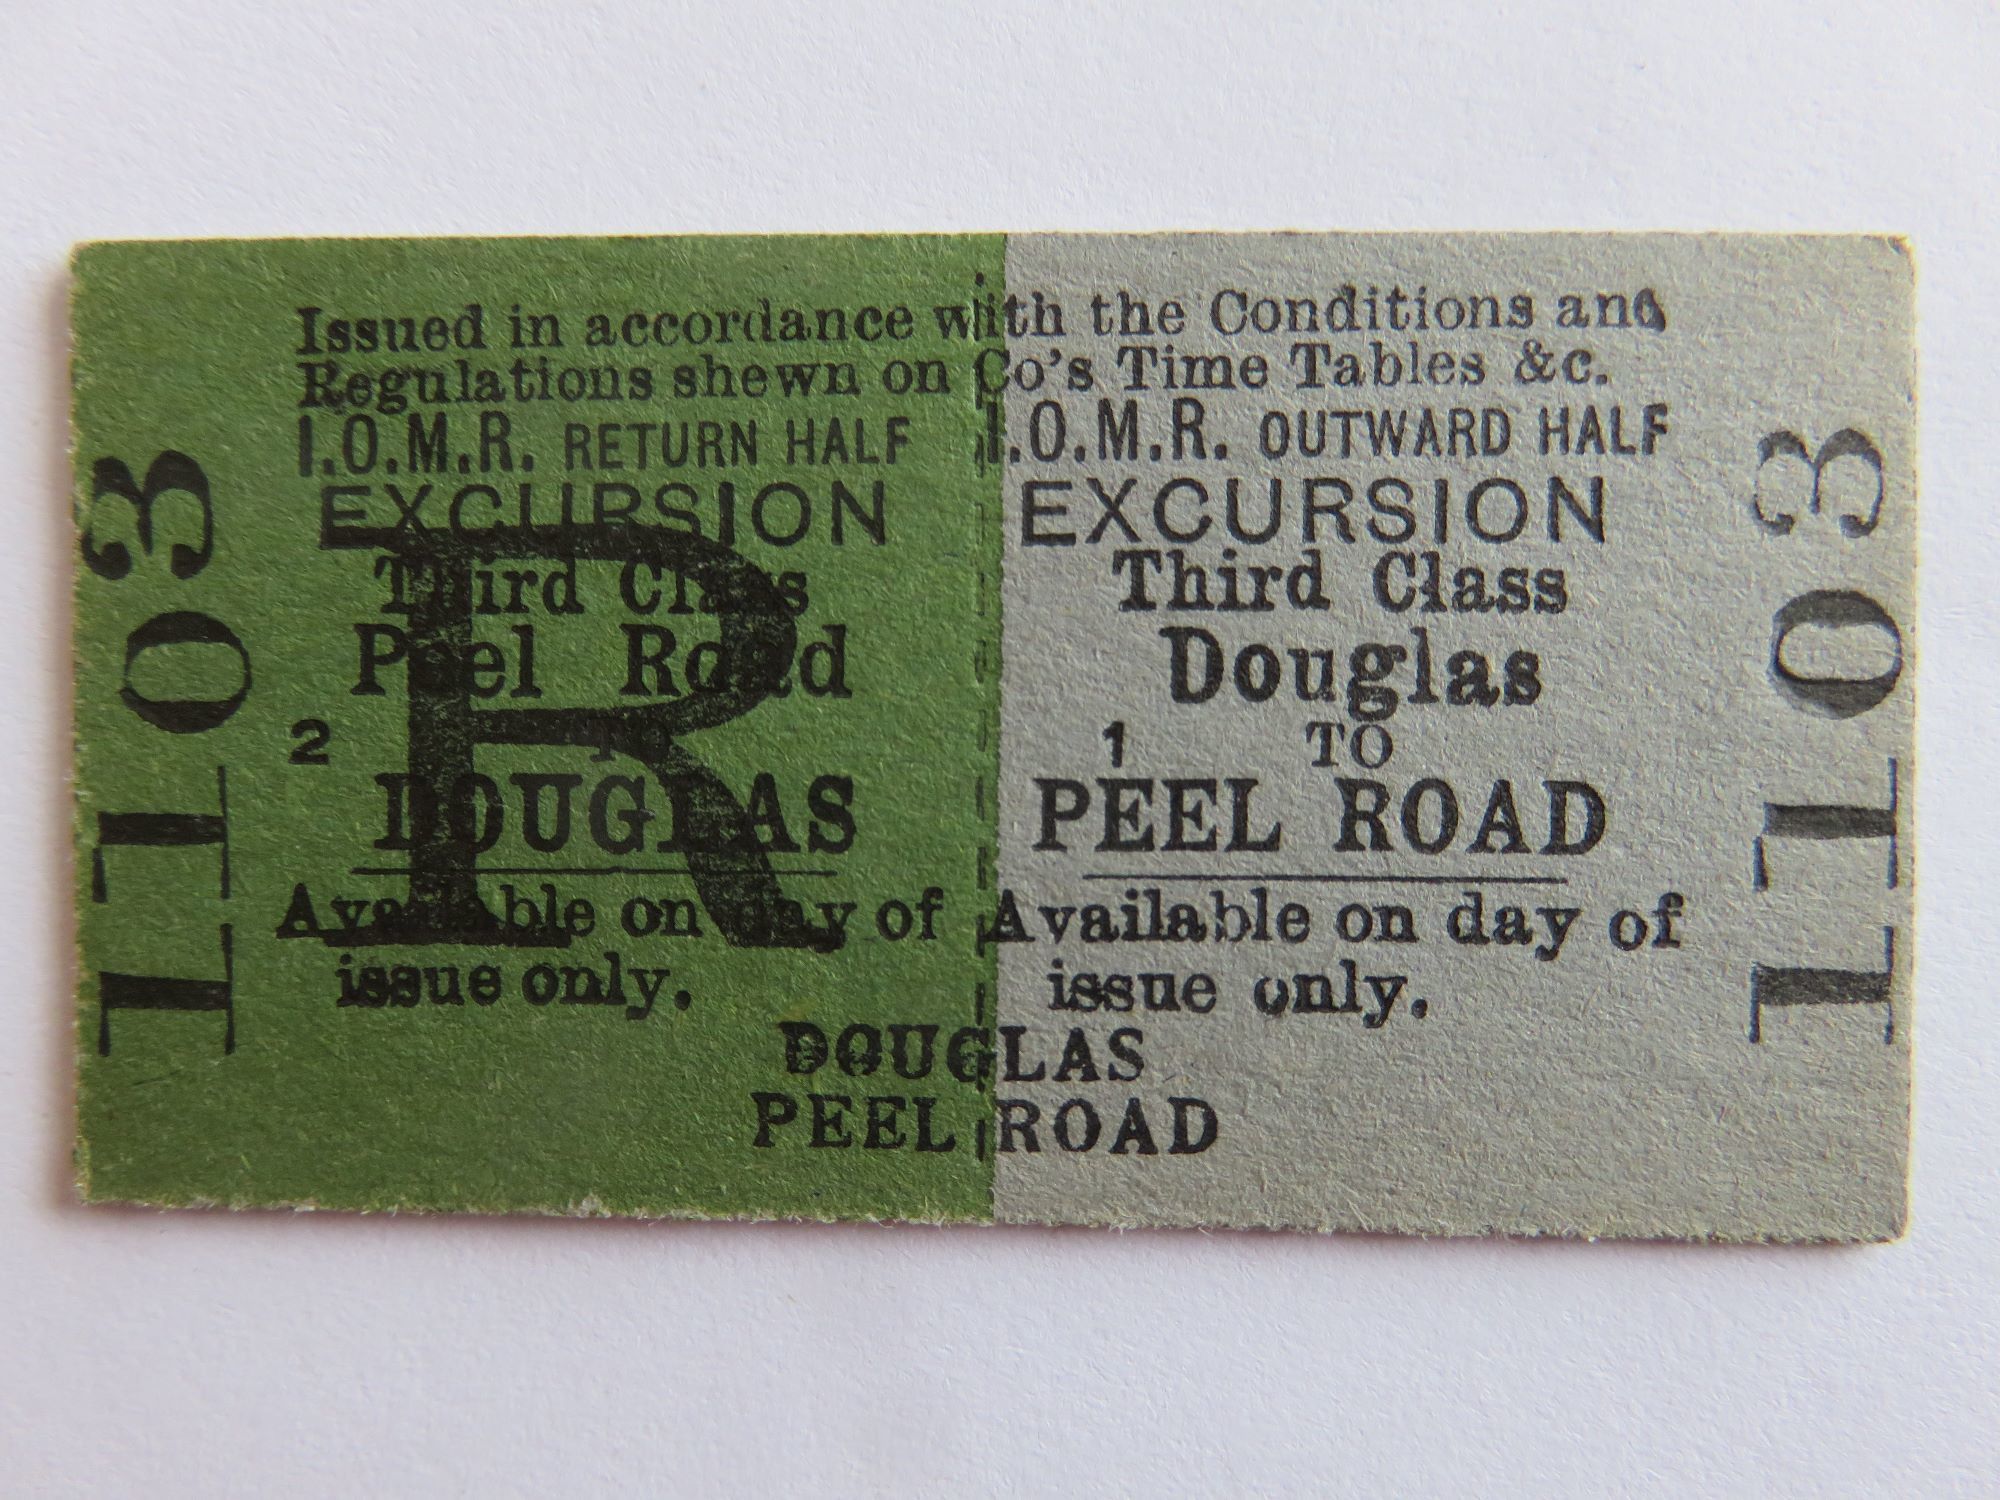 Issued in accordance with the Conditions and
Regulations shewn on Co's Time Tables &c.
I.O.M.R. RETURN HALF
EXCURSION
Third Class
Peel Road
2 TO
DOUGLAS
Available on day of
issue only.
R
1103
I.O.M.R. OUTWARD HALF
EXCURSION
Third Class
Douglas
1 TO
PEEL ROAD
Available on day of
issue only.
1103
DOUGLAS
PEEL ROAD